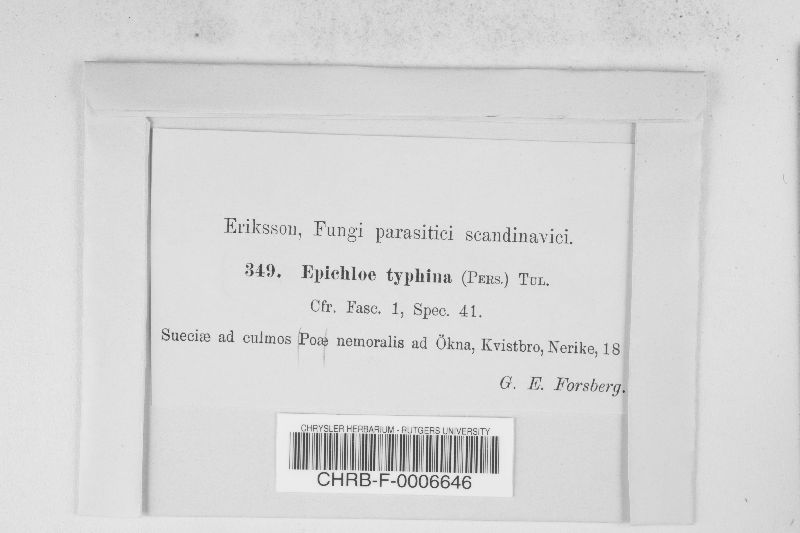 Eriksson, Fungi parasitici scandinavici.
349. Epichloe typhina (Pers.) Tul.
Cfr. Fasc. 1, Spec. 41.
Sueciæ ad culmos Poæ nemoralis ad Ökna, Kvistbro, Nerike, 18
G. E. Forsberg.
CHRYSLER HERBARIUM - RUTGERS UNIVERSITY
CHRB-F-0006646